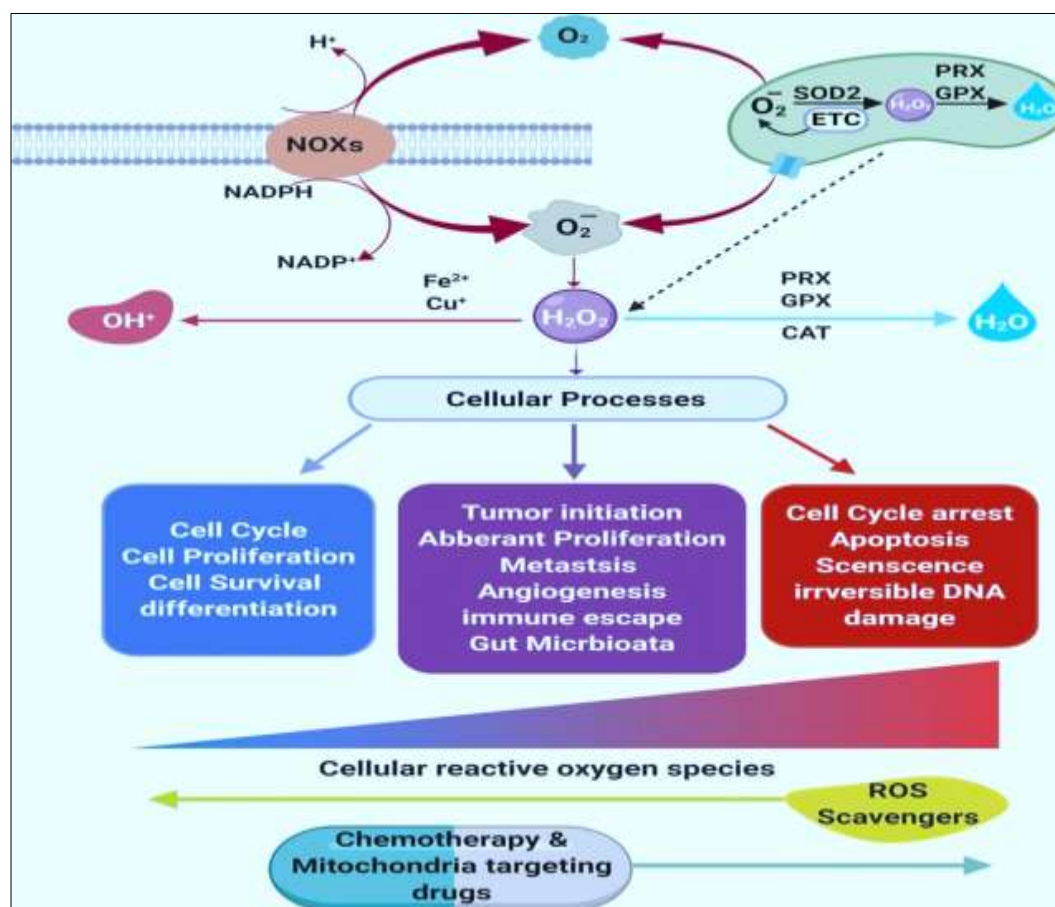 O₂
H⁺
PRX
GPX
O₂⁻
SOD2
ETC
H₂O₂
H₂O
NOXs
NADPH
NADP⁺
O₂⁻
Fe²⁺
Cu⁺
PRX
GPX
CAT
OH⁺
H₂O₂
H₂O
Cellular Processes
Cell Cycle
Cell Proliferation
Cell Survival
differentiation
Tumor initiation
Abberant Proliferation
Metastsis
Angiogenesis
immune escape
Gut Micrbioata
Cell Cycle arrest
Apoptosis
Scenscence
irrversible DNA
damage
Cellular reactive oxygen species
ROS
Scavengers
Chemotherapy &
Mitochondria targeting
drugs